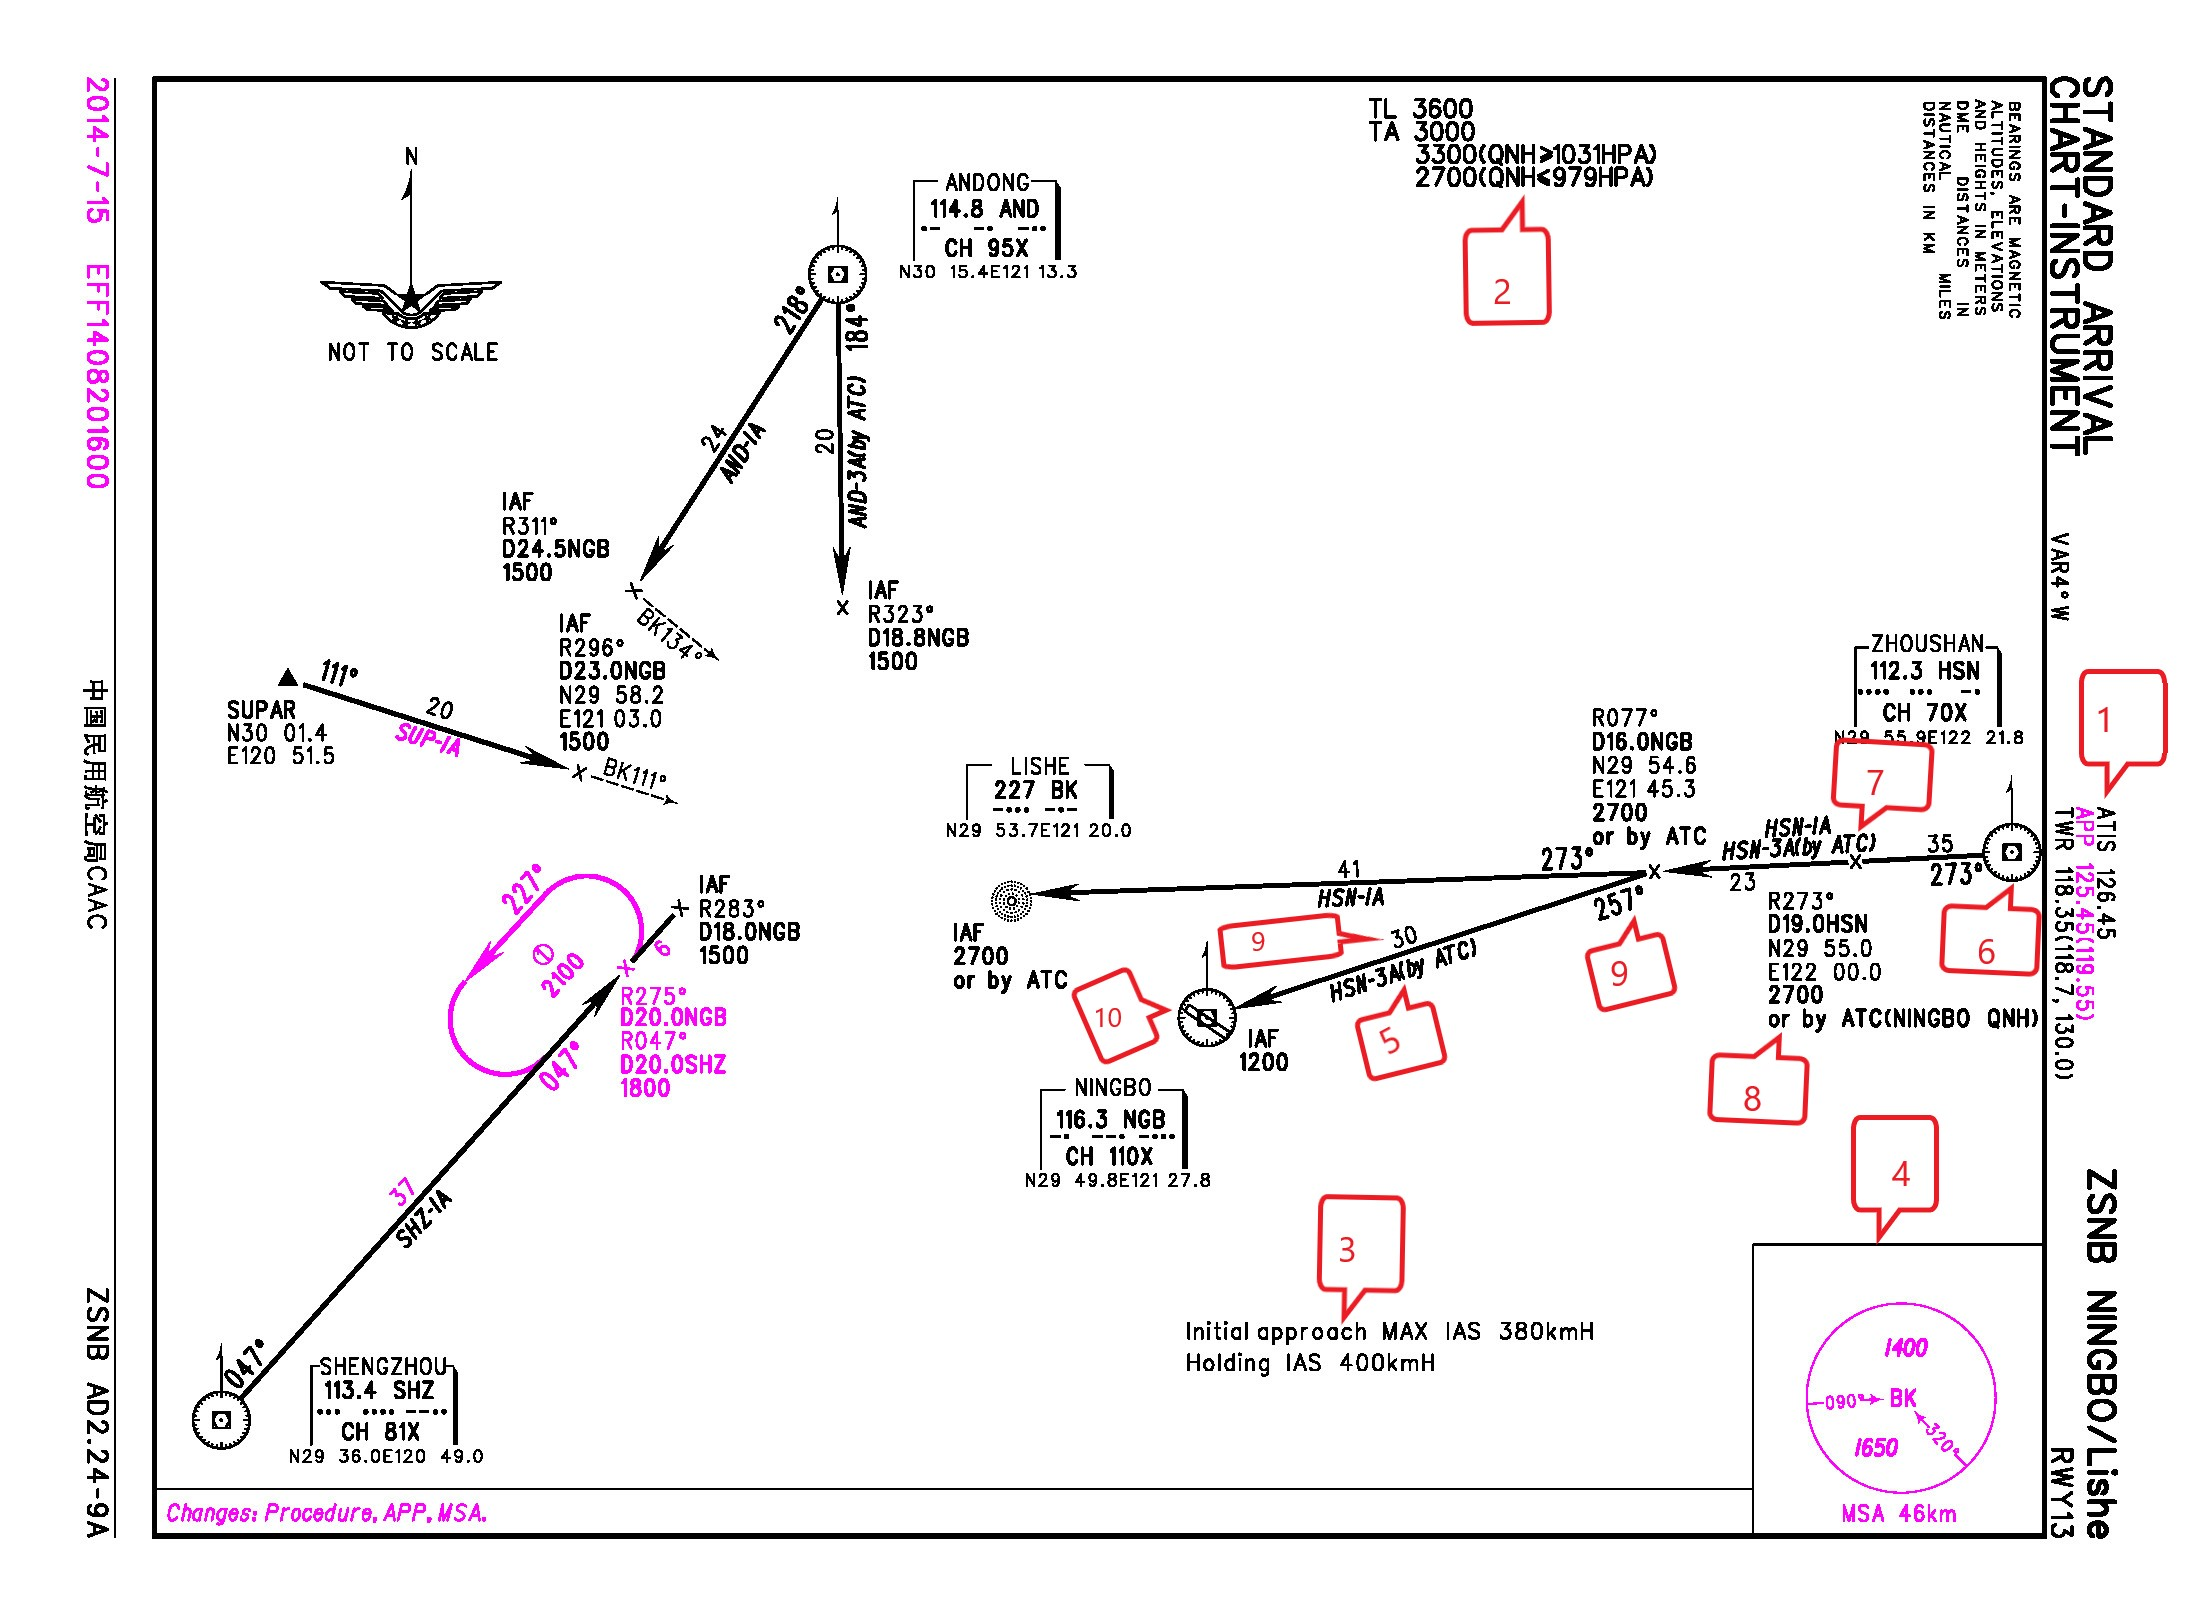 STANDARD ARRIVAL
CHART-INSTRUMENT
VAR4°W
ATIS 126.45
APP 125.45(119.55)
TWR 118.35(118.7, 130.0)
ZSNB NINGBO/Lishe
RWY13
BEARINGS ARE MAGNETIC
ALTITUDES, ELEVATIONS
AND HEIGHTS IN METERS
DME DISTANCES IN
NAUTICAL MILES
DISTANCES IN KM
TL 3600
TA 3000
3300(QNH≥1031HPA)
2700(QNH≤979HPA)
2
N
NOT TO SCALE
ANDONG
114.8 AND
CH 95X
N30 15.4E121 13.3
218°
184°
24
AND-1A
20
AND-3A(by ATC)
IAF
R311°
D24.5NGB
1500
BK134°
IAF
R323°
D18.8NGB
1500
IAF
R296°
D23.0NGB
N29 58.2
E121 03.0
1500
BK111°
SUPAR
N30 01.4
E120 51.5
111°
20
SUP-1A
ZHOUSHAN
112.3 HSN
CH 70X
N29 55.9E122 21.8
1
7
R077°
D16.0NGB
N29 54.6
E121 45.3
2700
or by ATC
LISHE
227 BK
N29 53.7E121 20.0
HSN-1A
HSN-3A(by ATC)
35
273°
23
273°
41
HSN-1A
257°
R273°
D19.0HSN
N29 55.0
E122 00.0
2700
or by ATC(NINGBO QNH)
6
9
9
30
HSN-3A(by ATC)
5
8
10
IAF
2700
or by ATC
IAF
1200
NINGBO
116.3 NGB
CH 110X
N29 49.8E121 27.8
227°
①
2100
6
IAF
R283°
D18.0NGB
1500
R275°
D20.0NGB
R047°
D20.0SHZ
1800
047°
37
SHZ-1A
047°
SHENGZHOU
113.4 SHZ
CH 81X
N29 36.0E120 49.0
3
Initial approach MAX IAS 380kmH
Holding IAS 400kmH
4
1400
090°
BK
320°
1650
MSA 46km
Changes: Procedure, APP, MSA.
2014-7-15 EFF1408201600
中国民用航空局CAAC
ZSNB AD2.24-9A